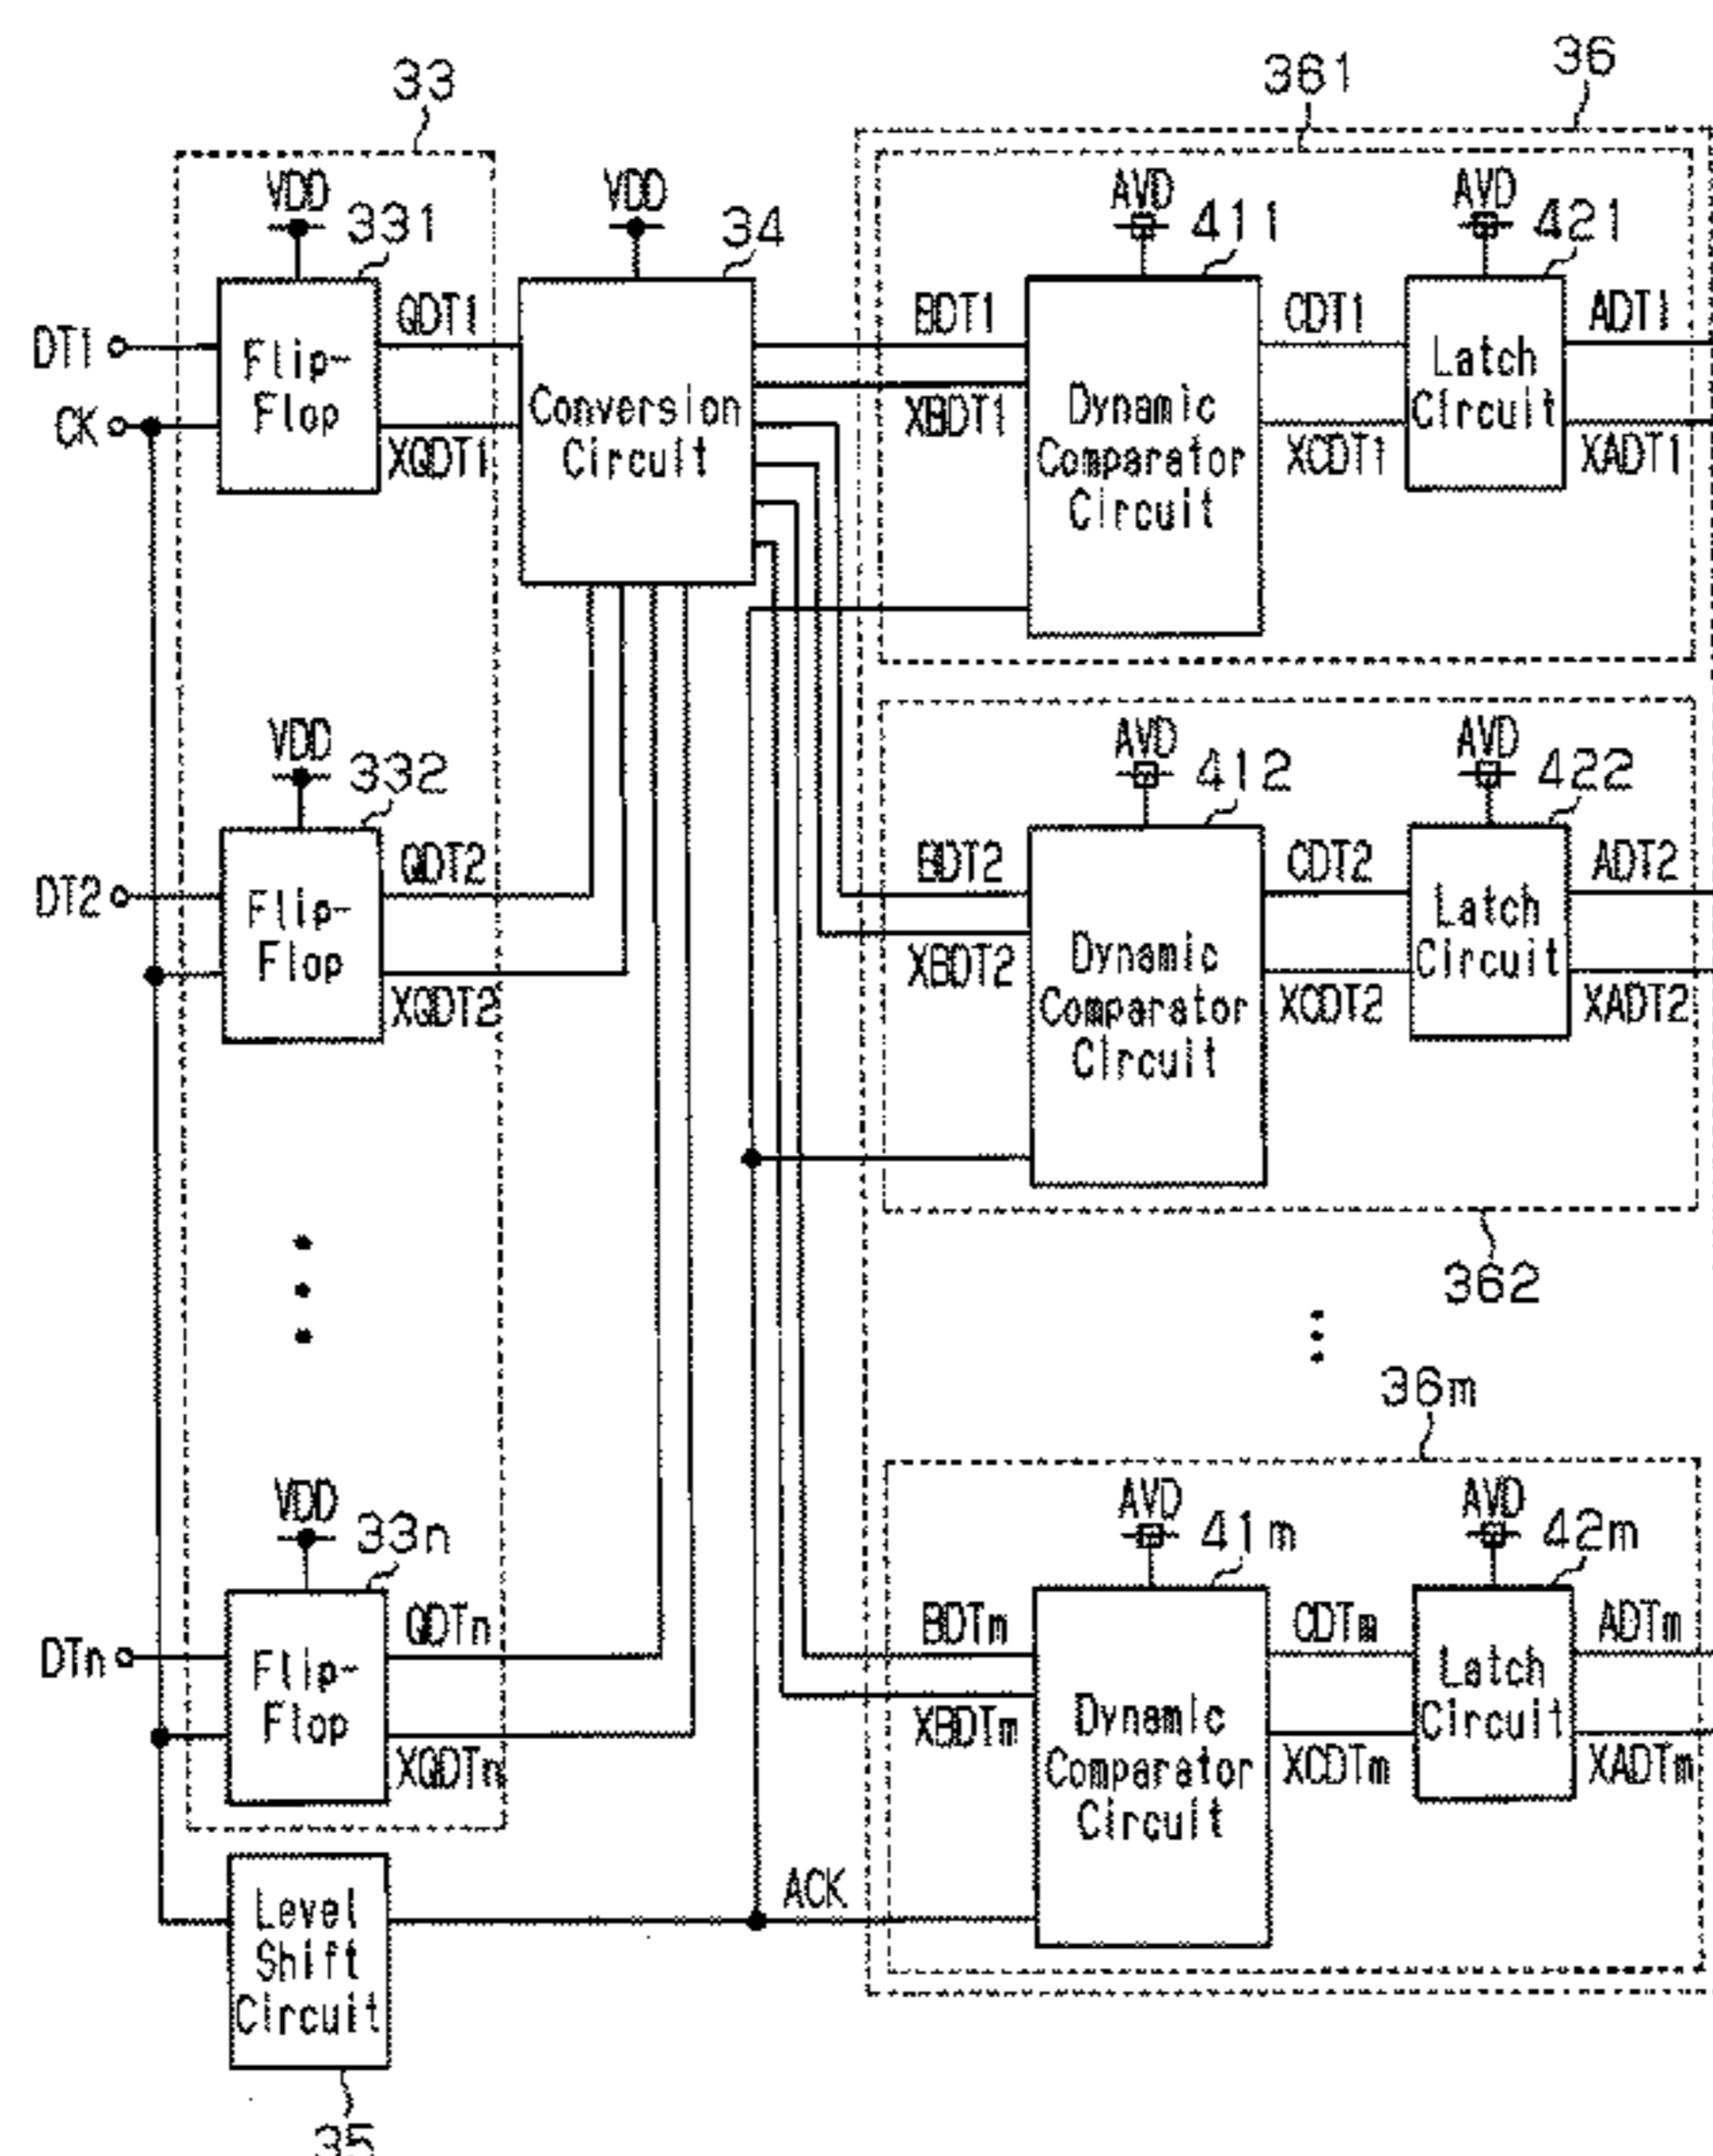 33
361
36
VDD
331
VDD
34
AVD
411
AVD
421
DT1
CK
Flip-
Flop
QDT1
XQDT1
Conversion
Circuit
BDT1
XBDT1
Dynamic
Comparator
Circuit
CDT1
XCDT1
Latch
Circuit
ADT1
XADT1
VDD
332
AVD
412
AVD
422
DT2
Flip-
Flop
QDT2
XQDT2
BDT2
XBDT2
Dynamic
Comparator
Circuit
CDT2
XCDT2
Latch
Circuit
ADT2
XADT2
362
36m
VDD
33n
AVD
41m
AVD
42m
DTn
Flip-
Flop
QDTn
XQDTn
BDTm
XBDTm
Dynamic
Comparator
Circuit
CDTm
XCDTm
Latch
Circuit
ADTm
XADTm
Level
Shift
Circuit
ACK
35